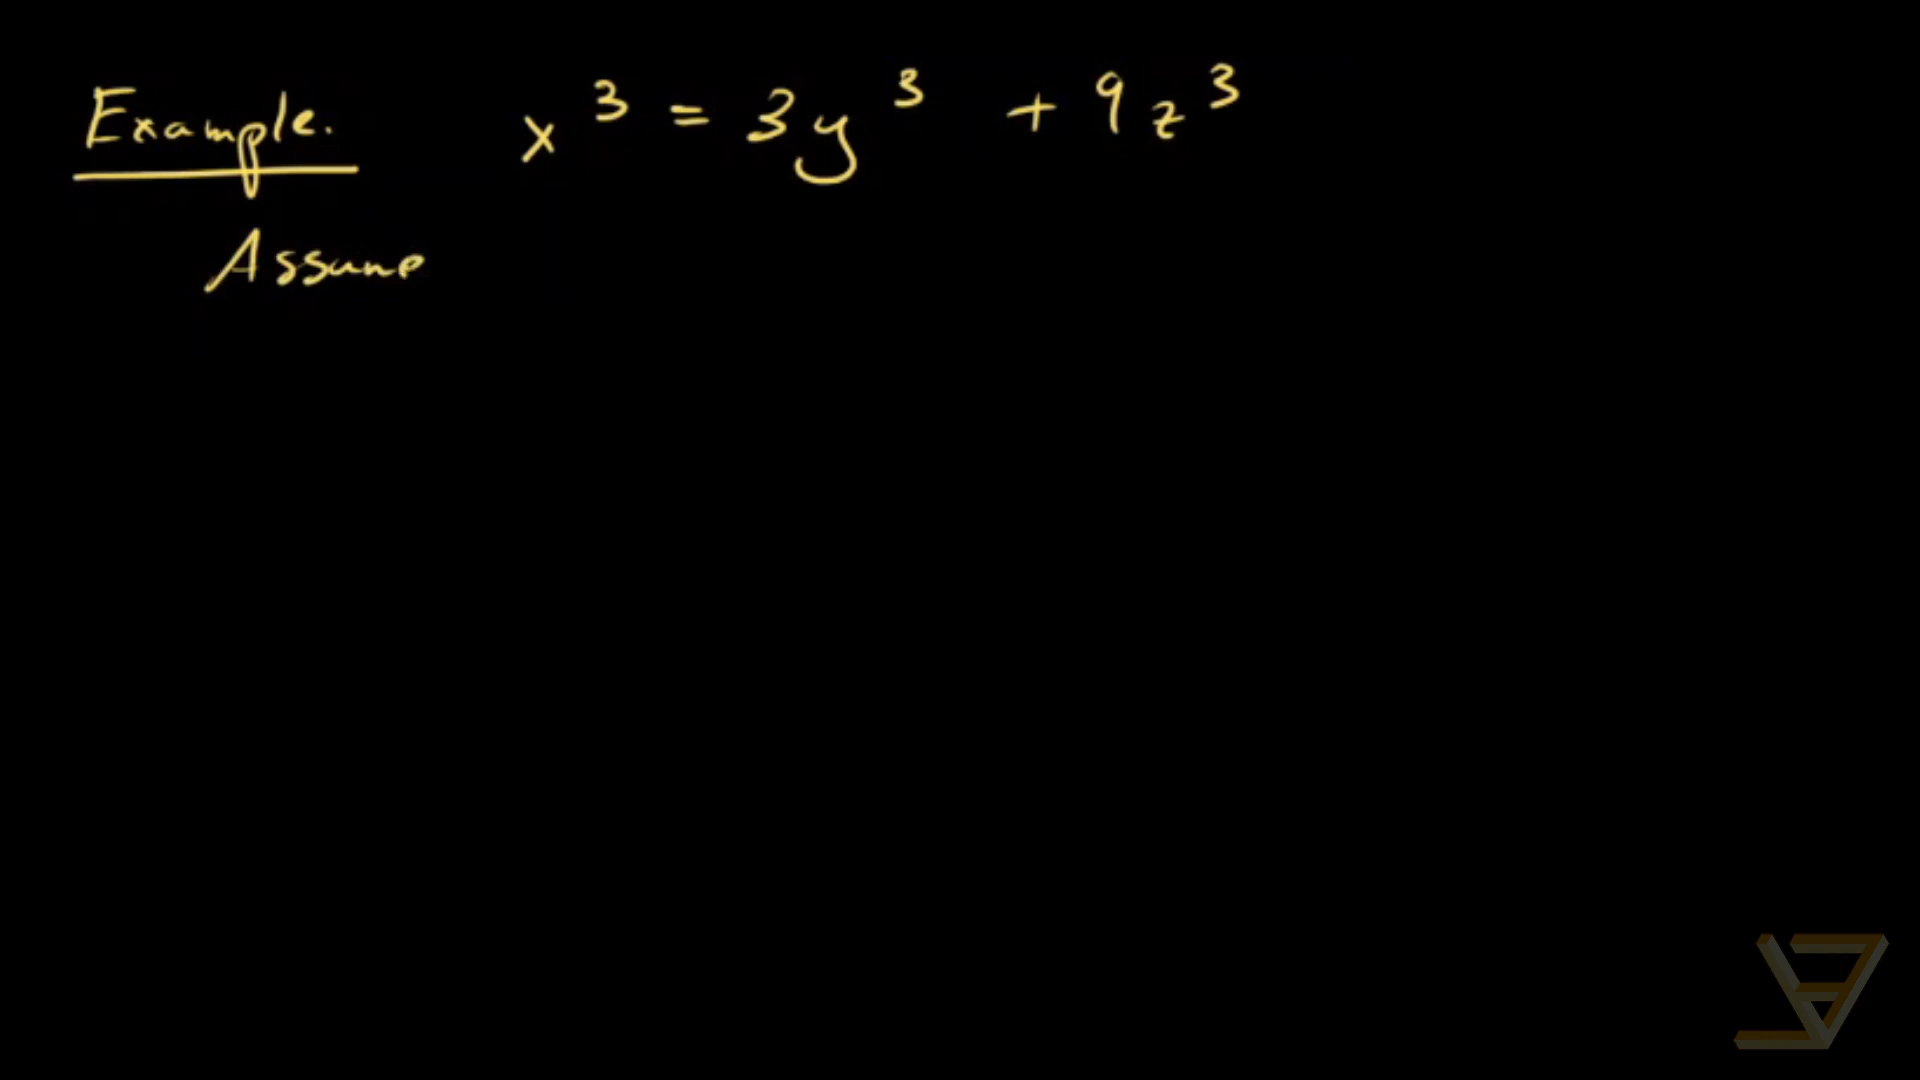 Example. x³ = 3y³ + 9z³
Assume